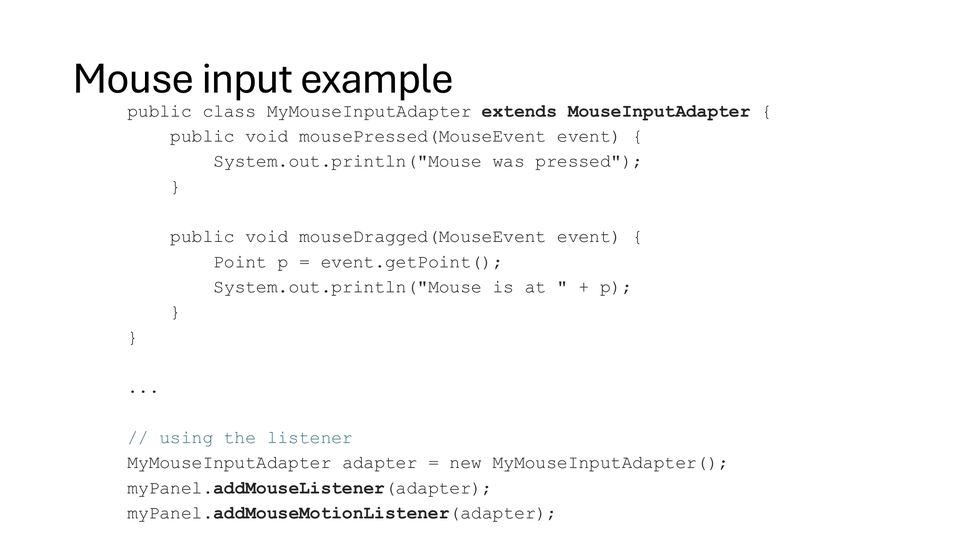 Mouse input example
public class MyMouseInputAdapter extends MouseInputAdapter {
    public void mousePressed(MouseEvent event) {
        System.out.println("Mouse was pressed");
    }

    public void mouseDragged(MouseEvent event) {
        Point p = event.getPoint();
        System.out.println("Mouse is at " + p);
    }
}

...

// using the listener
MyMouseInputAdapter adapter = new MyMouseInputAdapter();
myPanel.addMouseListener(adapter);
myPanel.addMouseMotionListener(adapter);